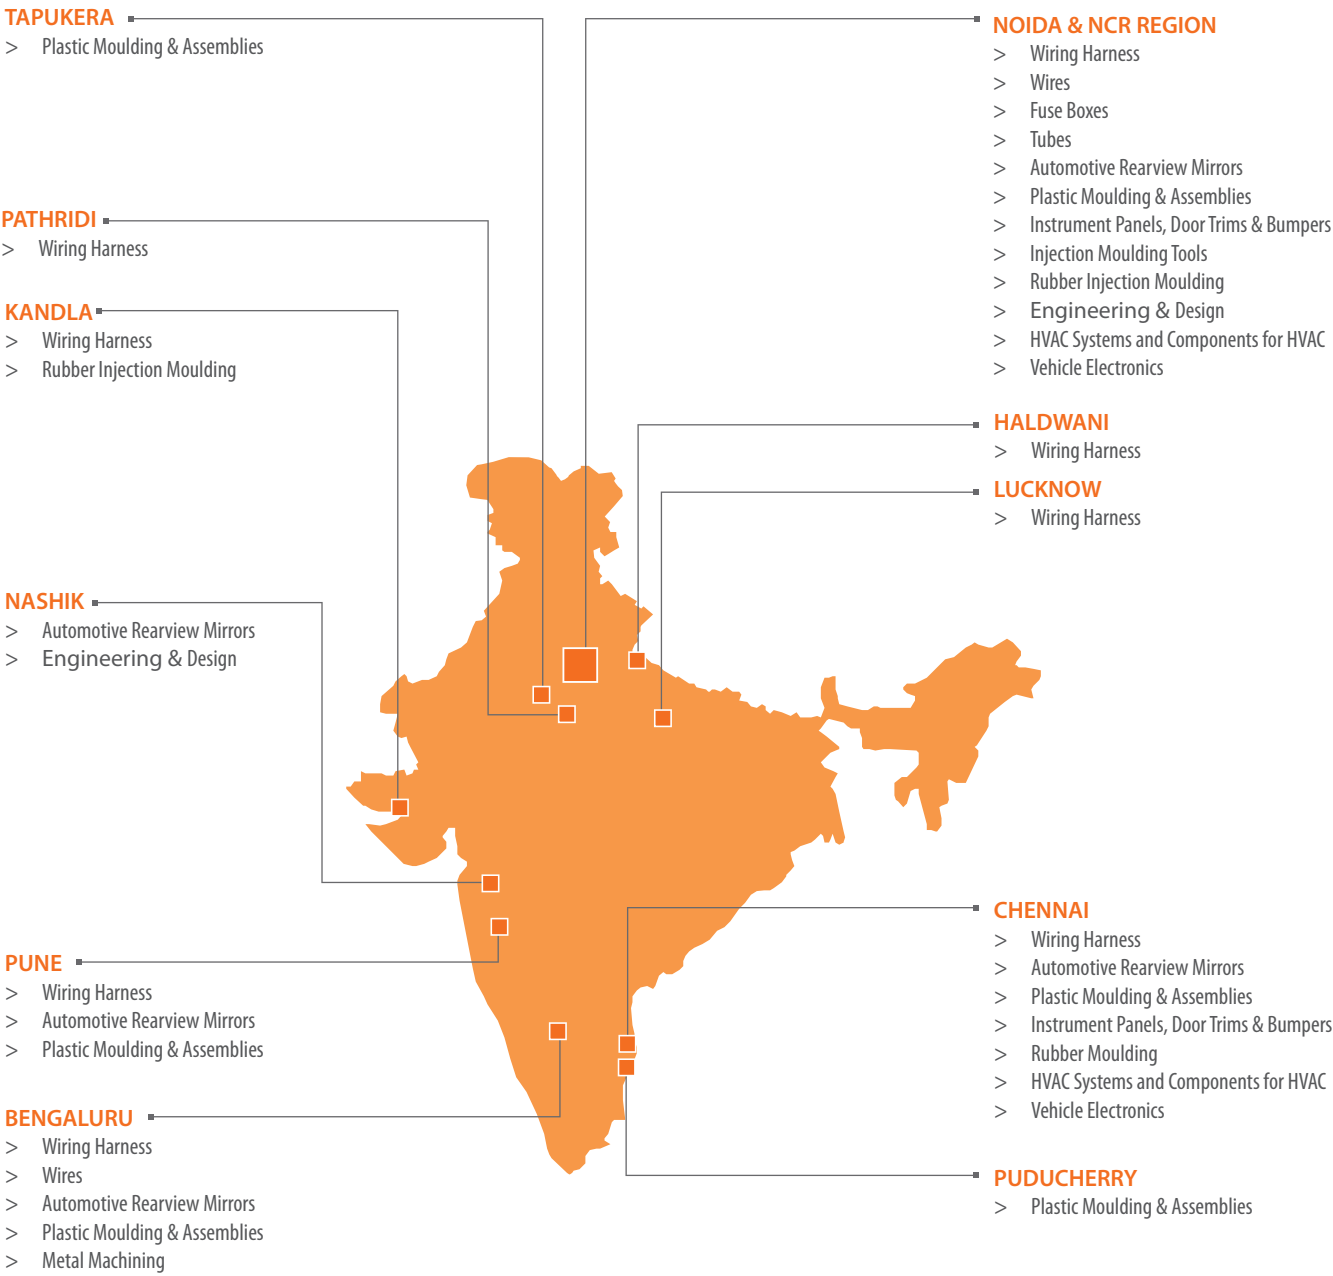 TAPUKERA
> Plastic Moulding & Assemblies
PATHRIDI
> Wiring Harness
KANDLA
> Wiring Harness
> Rubber Injection Moulding
NASHIK
> Automotive Rearview Mirrors
> Engineering & Design
PUNE
> Wiring Harness
> Automotive Rearview Mirrors
> Plastic Moulding & Assemblies
BENGALURU
> Wiring Harness
> Wires
> Automotive Rearview Mirrors
> Plastic Moulding & Assemblies
> Metal Machining
NOIDA & NCR REGION
> Wiring Harness
> Wires
> Fuse Boxes
> Tubes
> Automotive Rearview Mirrors
> Plastic Moulding & Assemblies
> Instrument Panels, Door Trims & Bumpers
> Injection Moulding Tools
> Rubber Injection Moulding
> Engineering & Design
> HVAC Systems and Components for HVAC
> Vehicle Electronics
HALDWANI
> Wiring Harness
LUCKNOW
> Wiring Harness
CHENNAI
> Wiring Harness
> Automotive Rearview Mirrors
> Plastic Moulding & Assemblies
> Instrument Panels, Door Trims & Bumpers
> Rubber Moulding
> HVAC Systems and Components for HVAC
> Vehicle Electronics
PUDUCHERRY
> Plastic Moulding & Assemblies